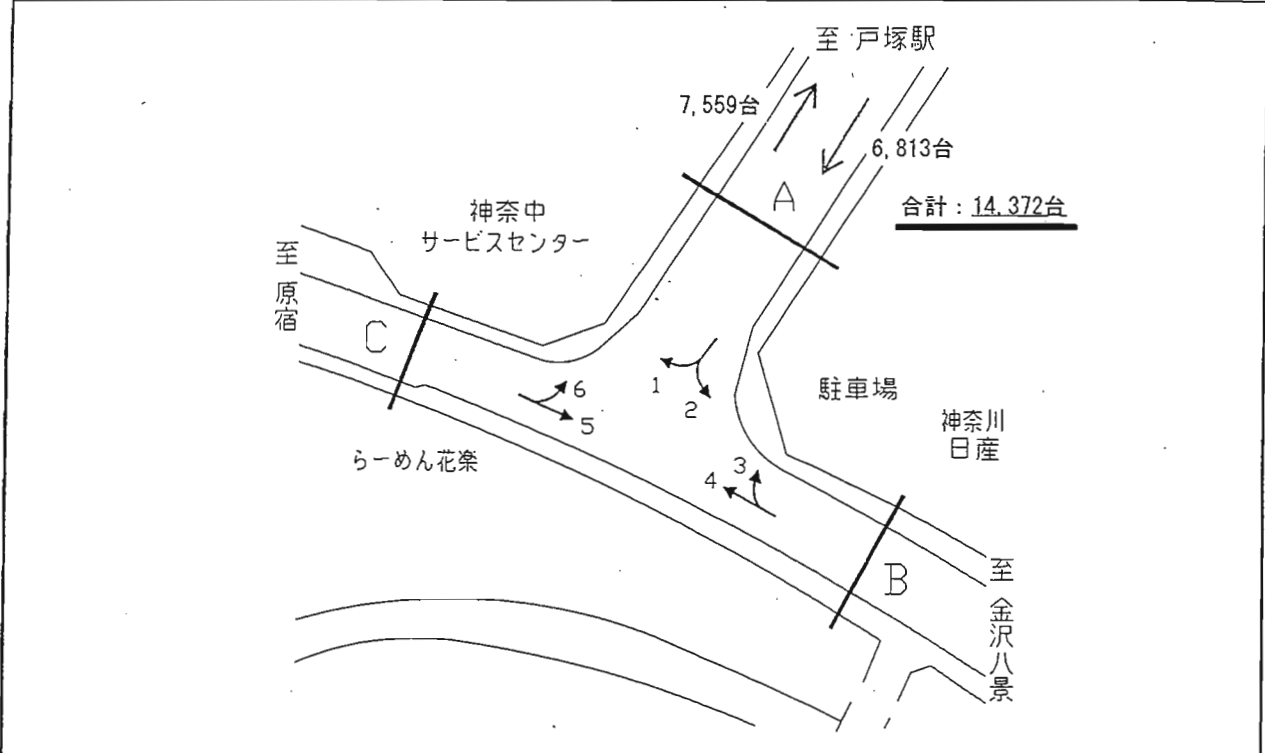 至 戸塚駅
7,559台
6,813台
A
合計：14,372台
神奈中
サービスセンター
至 原宿
C
1
2
6
5
駐車場
神奈川
日産
らーめん花楽
3
4
B
至 金沢八景